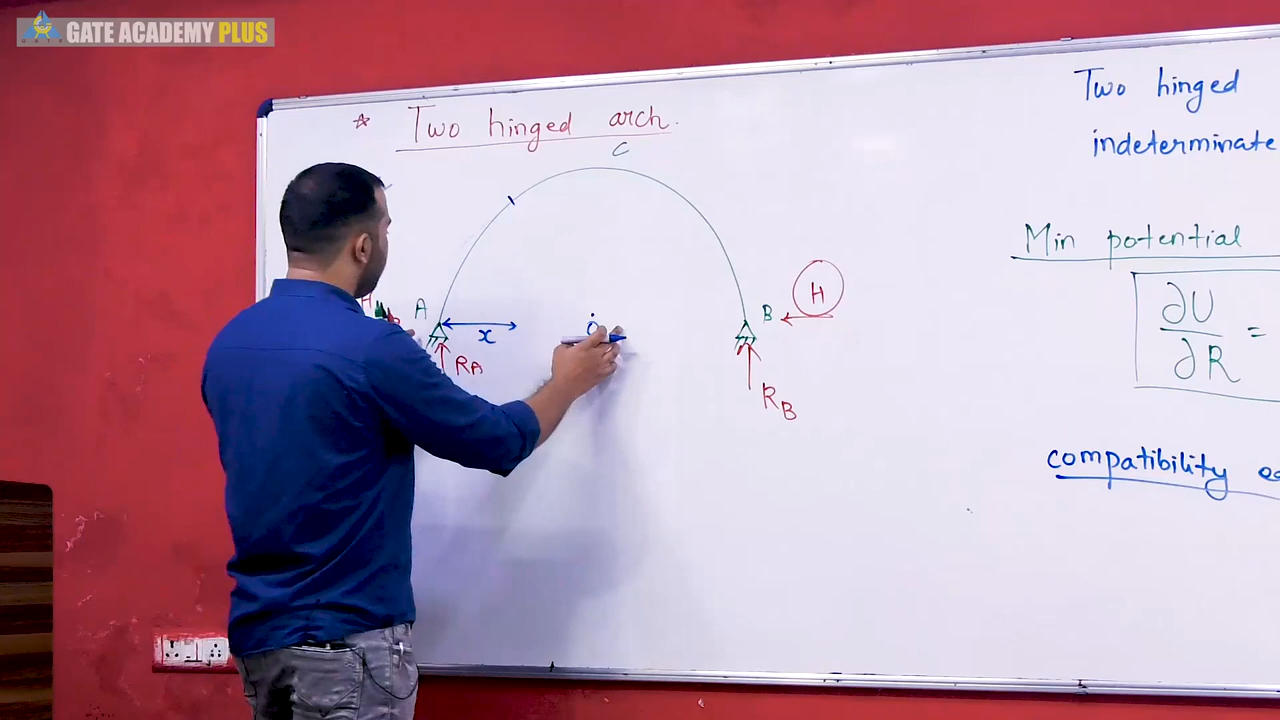 GATE ACADEMY PLUS
Two hinged arch.
C
A
x
RA
O
B
H
RB
Two hinged
indeterminate
Min potential
∂U
∂R
=
compatibility